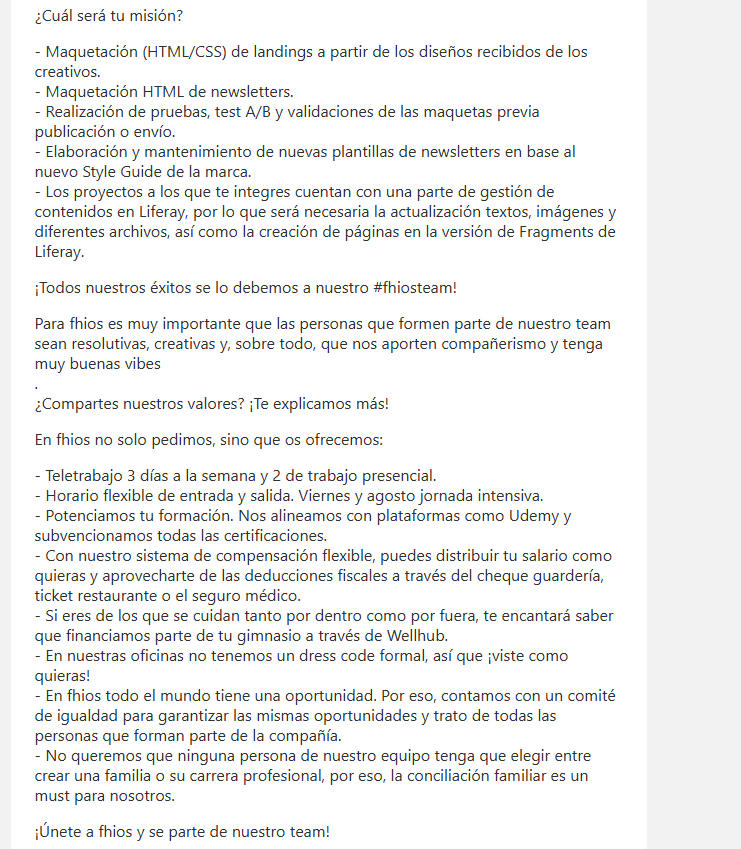 ¿Cuál será tu misión?
- Maquetación (HTML/CSS) de landings a partir de los diseños recibidos de los
creativos.
- Maquetación HTML de newsletters.
- Realización de pruebas, test A/B y validaciones de las maquetas previa
publicación o envío.
- Elaboración y mantenimiento de nuevas plantillas de newsletters en base al
nuevo Style Guide de la marca.
- Los proyectos a los que te integres cuentan con una parte de gestión de
contenidos en Liferay, por lo que será necesaria la actualización textos, imágenes y
diferentes archivos, así como la creación de páginas en la versión de Fragments de
Liferay.
¡Todos nuestros éxitos se lo debemos a nuestro #fhiosteam!
Para fhios es muy importante que las personas que formen parte de nuestro team
sean resolutivas, creativas y, sobre todo, que nos aporten compañerismo y tenga
muy buenas vibes
.
¿Compartes nuestros valores? ¡Te explicamos más!
En fhios no solo pedimos, sino que os ofrecemos:
- Teletrabajo 3 días a la semana y 2 de trabajo presencial.
- Horario flexible de entrada y salida. Viernes y agosto jornada intensiva.
- Potenciamos tu formación. Nos alineamos con plataformas como Udemy y
subvencionamos todas las certificaciones.
- Con nuestro sistema de compensación flexible, puedes distribuir tu salario como
quieras y aprovecharte de las deducciones fiscales a través del cheque guardería,
ticket restaurante o el seguro médico.
- Si eres de los que se cuidan tanto por dentro como por fuera, te encantará saber
que financiamos parte de tu gimnasio a través de Wellhub.
- En nuestras oficinas no tenemos un dress code formal, así que ¡viste como
quieras!
- En fhios todo el mundo tiene una oportunidad. Por eso, contamos con un comité
de igualdad para garantizar las mismas oportunidades y trato de todas las
personas que forman parte de la compañía.
- No queremos que ninguna persona de nuestro equipo tenga que elegir entre
crear una familia o su carrera profesional, por eso, la conciliación familiar es un
must para nosotros.
¡Únete a fhios y se parte de nuestro team!